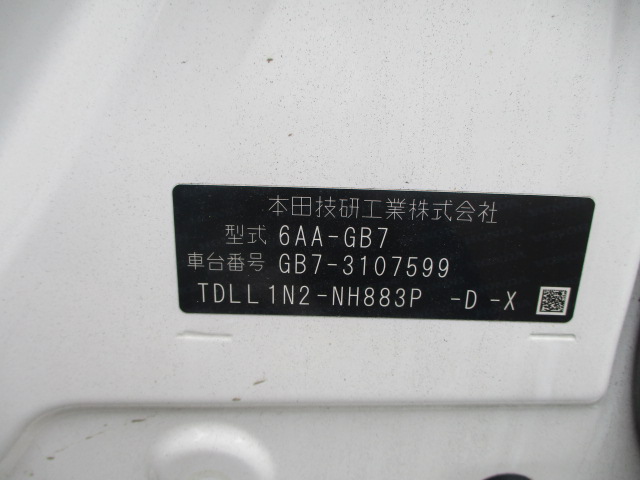 本田技研工業株式会社
型式 6AA-GB7
車台番号 GB7-3107599
TDLL1N2-NH883P -D -X